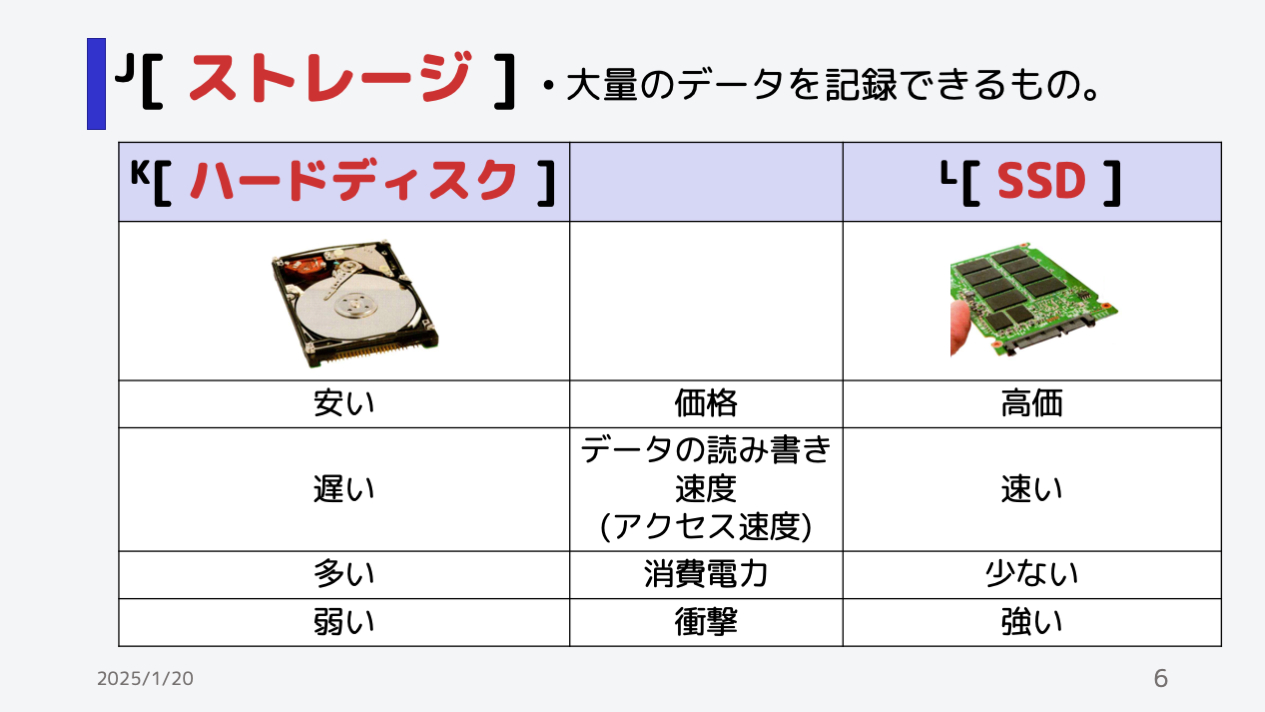 J[ ストレージ ] ・大量のデータを記録できるもの。
K[ ハードディスク ] L[ SSD ]
安い 価格 高価
データの読み書き
遅い 速度 速い
(アクセス速度)
多い 消費電力 少ない
弱い 衝撃 強い
2025/1/20 6